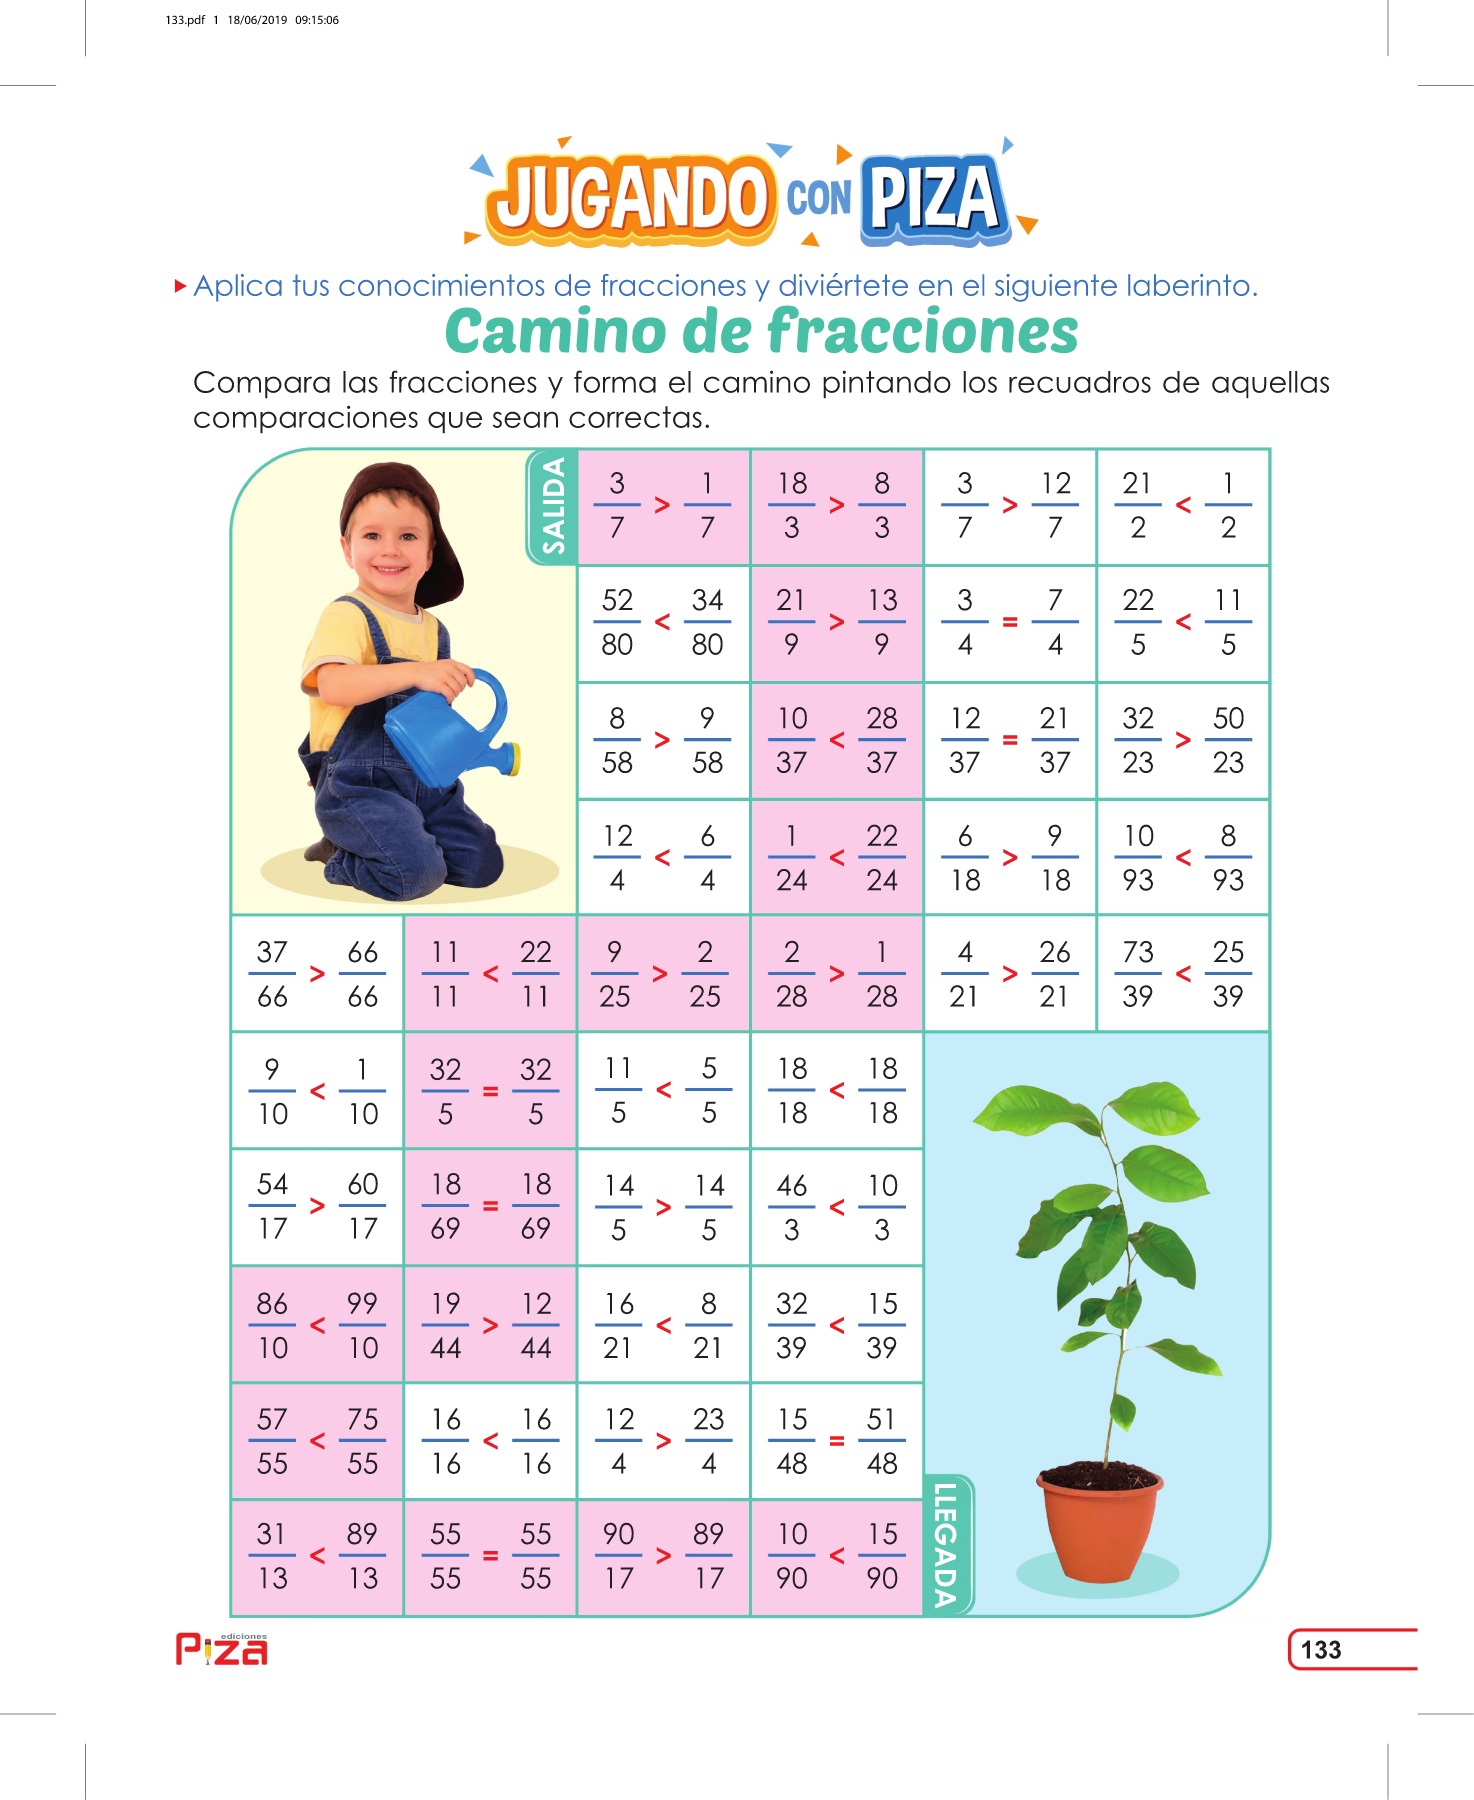 133.pdf 1 18/06/2019 09:15:06
JUGANDO CON PIZA
Aplica tus conocimientos de fracciones y diviértete en el siguiente laberinto.
Camino de fracciones
Compara las fracciones y forma el camino pintando los recuadros de aquellas
comparaciones que sean correctas.
SALIDA
3/7 > 1/7 18/3 > 8/3 3/7 > 12/7 21/2 < 1/2
52/80 < 34/80 21/9 > 13/9 3/4 = 7/4 22/5 < 11/5
8/58 > 9/58 10/37 < 28/37 12/37 = 21/37 32/23 > 50/23
12/4 < 6/4 1/24 < 22/24 6/18 > 9/18 10/93 < 8/93
37/66 > 66/66 11/11 < 22/11 9/25 > 2/25 2/28 > 1/28 4/21 > 26/21 73/39 < 25/39
9/10 < 1/10 32/5 = 32/5 11/5 < 5/5 18/18 < 18/18
54/17 > 60/17 18/69 = 18/69 14/5 > 14/5 46/3 < 10/3
86/10 < 99/10 19/44 > 12/44 16/21 < 8/21 32/39 < 15/39
57/55 < 75/55 16/16 < 16/16 12/4 > 23/4 15/48 = 51/48
31/13 < 89/13 55/55 = 55/55 90/17 > 89/17 10/90 < 15/90
LLEGADA
ediciones
Piza
133